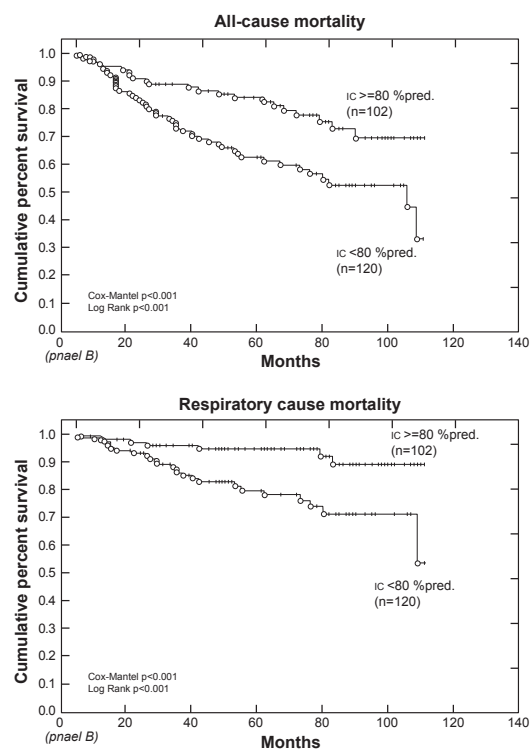 All-cause mortality
Cumulative percent survival
1.0
0.9
0.8
0.7
0.6
0.5
0.4
0.3
0.2
0.1
0.0
IC >=80 %pred.
(n=102)
IC <80 %pred.
(n=120)
Cox-Mantel p<0.001
Log Rank p<0.001
0 20 40 60 80 100 120 140
(pnael B)
Months
Respiratory cause mortality
Cumulative percent survival
1.0
0.9
0.8
0.7
0.6
0.5
0.4
0.3
0.2
0.1
0.0
IC >=80 %pred.
(n=102)
IC <80 %pred.
(n=120)
Cox-Mantel p<0.001
Log Rank p<0.001
0 20 40 60 80 100 120 140
(pnael B)
Months